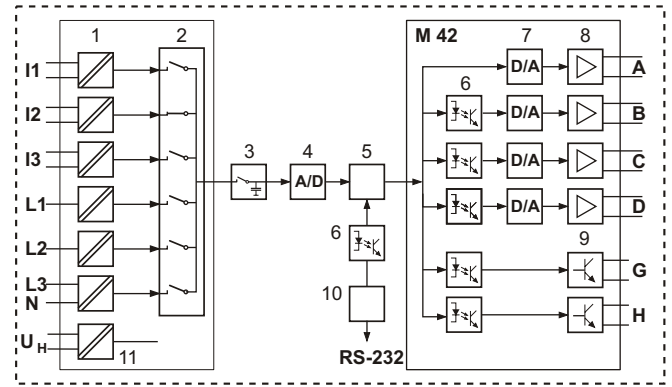 1 2 M 42 7 8
I1 D/A A
6
I2 D/A B
I3 3 4 5 D/A C
A/D
L1 D/A D
6
L2 9
G
L3
N 10 H
U H 11
RS-232